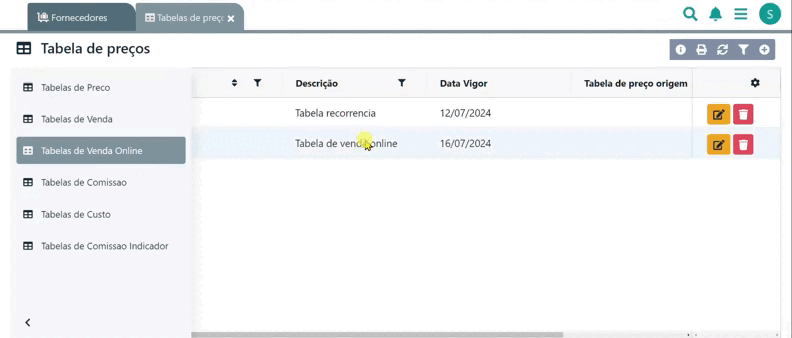 Fornecedores
Tabelas de preç
S
Tabela de preços
Tabelas de Preco
Tabelas de Venda
Tabelas de Venda Online
Tabelas de Comissao
Tabelas de Custo
Tabelas de Comissao Indicador
Descrição Data Vigor Tabela de preço origem
Tabela recorrencia 12/07/2024
Tabela de venda online 16/07/2024